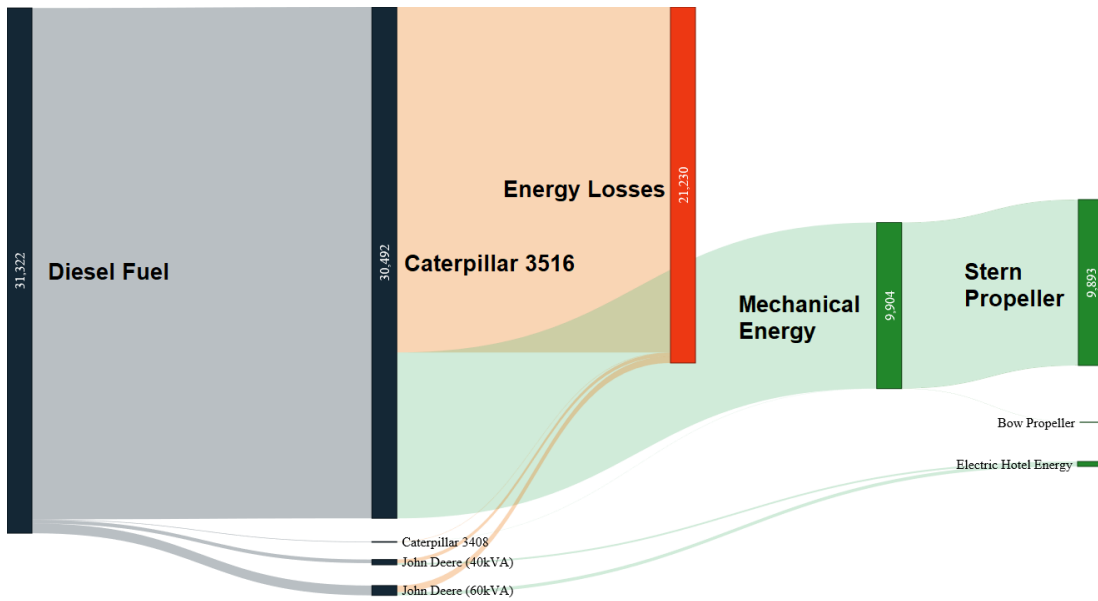 31,322
Diesel Fuel
30,492
Caterpillar 3516
Energy Losses
21,230
Mechanical
Energy
9,904
Stern
Propeller
9,893
Bow Propeller
Electric Hotel Energy
Caterpillar 3408
John Deere (40kVA)
John Deere (60kVA)